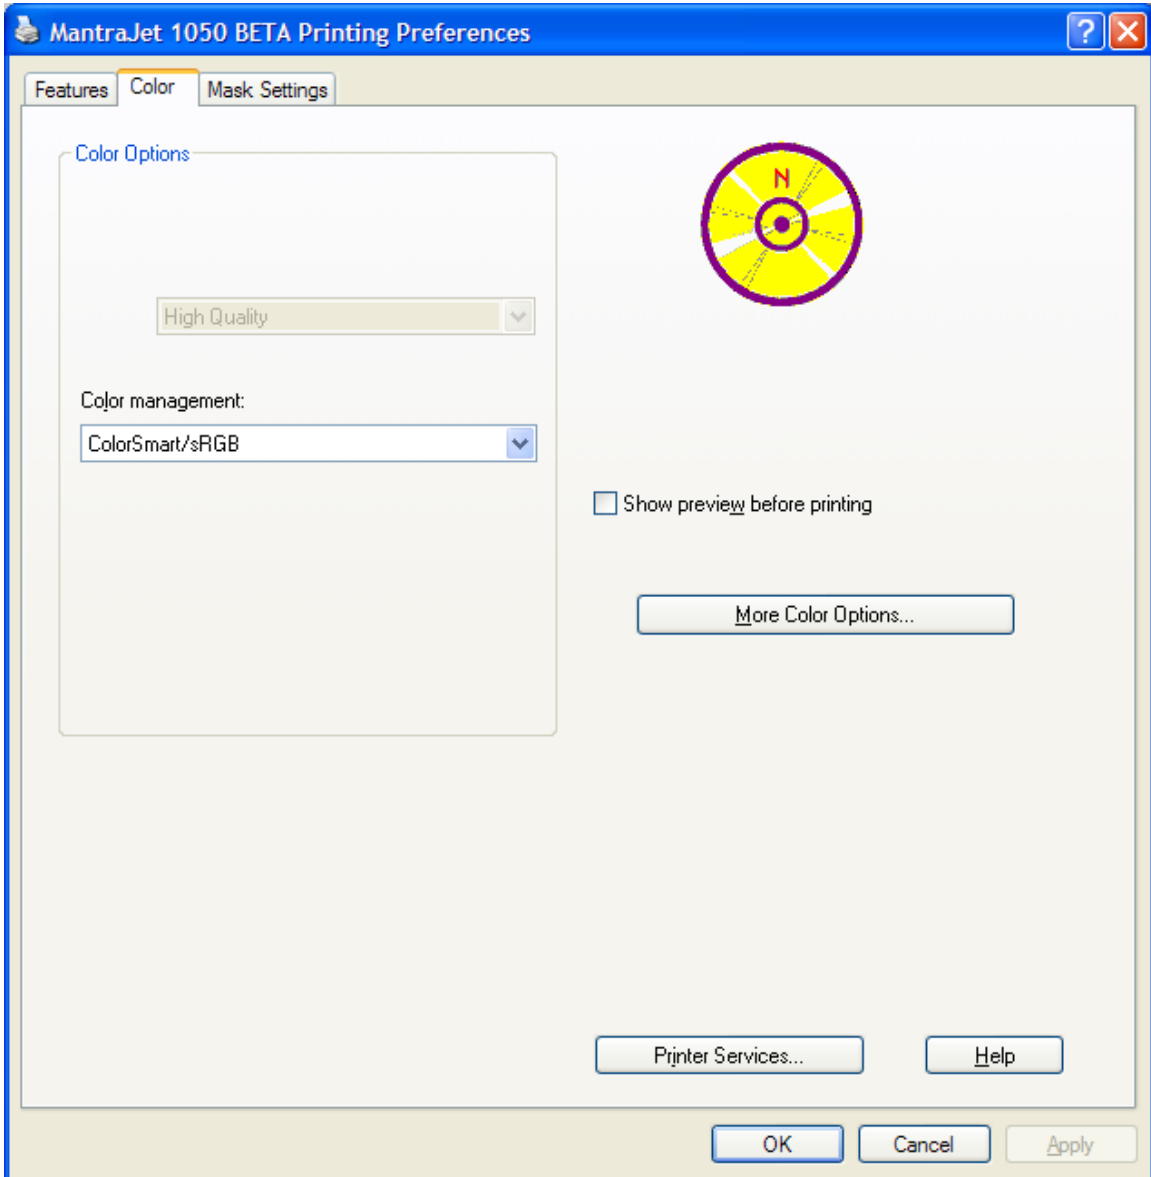 MantraJet 1050 BETA Printing Preferences
Features Color Mask Settings
Color Options
N
High Quality
Color management:
ColorSmart/sRGB
Show preview before printing
More Color Options...
Printer Services... Help
OK Cancel Apply